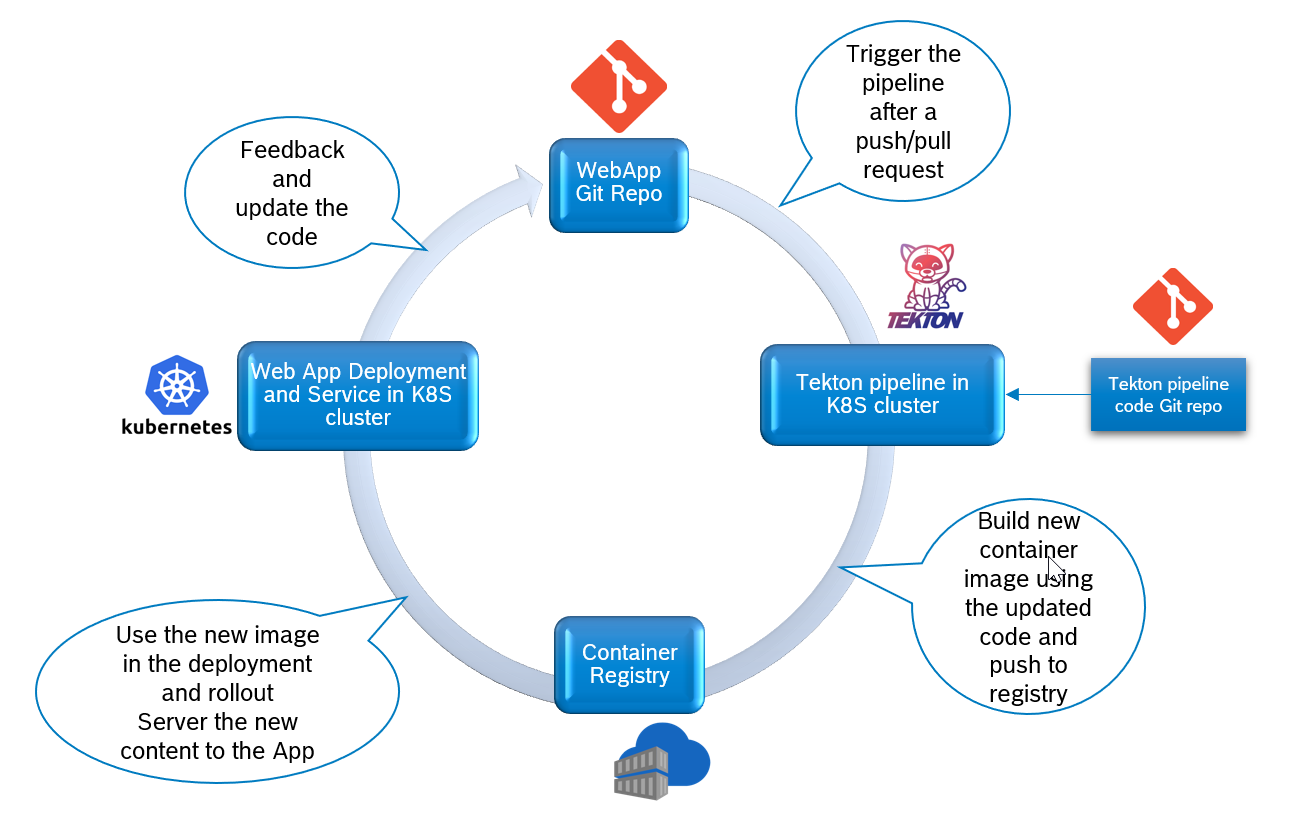 Trigger the
pipeline
after a
push/pull
request
WebApp
Git Repo
Feedback
and
update the
code
TEKTON
Tekton pipeline in
K8S cluster
Tekton pipeline
code Git repo
Web App Deployment
and Service in K8S
cluster
kubernetes
Build new
container
image using
the updated
code and
push to
registry
Container
Registry
Use the new image
in the deployment
and rollout
Server the new
content to the App